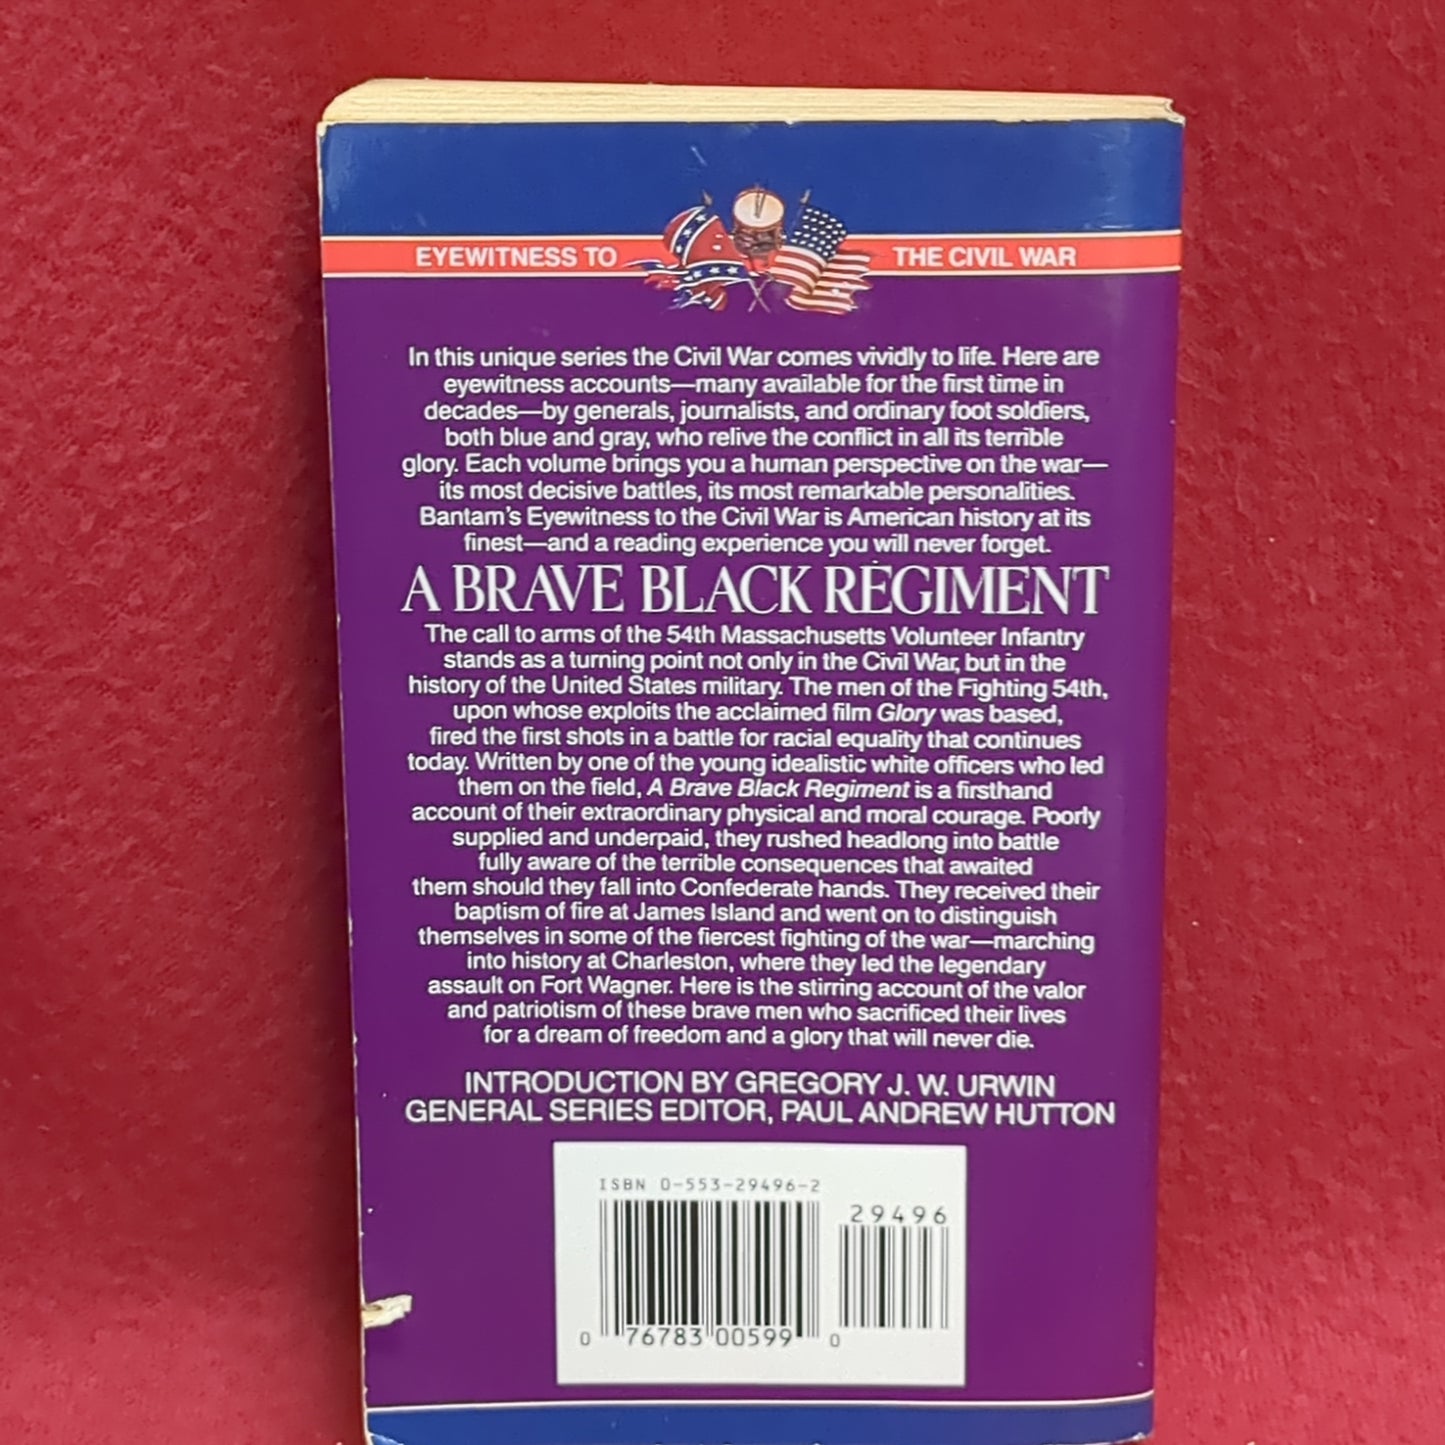 EYEWITNESS TO THE CIVIL WAR
In this unique series the Civil War comes vividly to life. Here are
eyewitness accounts—many available for the first time in
decades—by generals, journalists, and ordinary foot soldiers,
both blue and gray, who relive the conflict in all its terrible
glory. Each volume brings you a human perspective on the war—
its most decisive battles, its most remarkable personalities.
Bantam's Eyewitness to the Civil War is American history at its
finest—and a reading experience you will never forget.
A BRAVE BLACK REGIMENT
The call to arms of the 54th Massachusetts Volunteer Infantry
stands as a turning point not only in the Civil War, but in the
history of the United States military. The men of the Fighting 54th,
upon whose exploits the acclaimed film Glory was based,
fired the first shots in a battle for racial equality that continues
today. Written by one of the young idealistic white officers who led
them on the field, A Brave Black Regiment is a firsthand
account of their extraordinary physical and moral courage. Poorly
supplied and underpaid, they rushed headlong into battle
fully aware of the terrible consequences that awaited
them should they fall into Confederate hands. They received their
baptism of fire at James Island and went on to distinguish
themselves in some of the fiercest fighting of the war—marching
into history at Charleston, where they led the legendary
assault on Fort Wagner. Here is the stirring account of the valor
and patriotism of these brave men who sacrificed their lives
for a dream of freedom and a glory that will never die.
INTRODUCTION BY GREGORY J. W. URWIN
GENERAL SERIES EDITOR, PAUL ANDREW HUTTON
ISBN 0-553-29496-2
29496
0 76783 00599 0